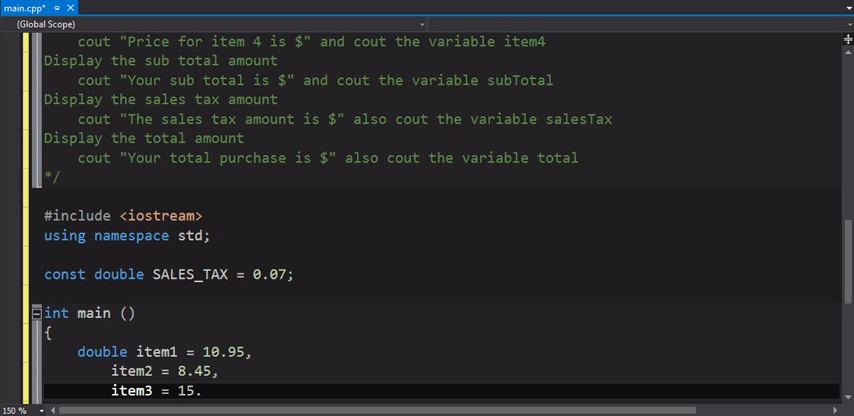 main.cpp*
(Global Scope)
cout "Price for item 4 is $" and cout the variable item4
Display the sub total amount
cout "Your sub total is $" and cout the variable subTotal
Display the sales tax amount
cout "The sales tax amount is $" also cout the variable salesTax
Display the total amount
cout "Your total purchase is $" also cout the variable total
*/
#include <iostream>
using namespace std;
const double SALES_TAX = 0.07;
int main ()
{
double item1 = 10.95,
item2 = 8.45,
item3 = 15.
150 %